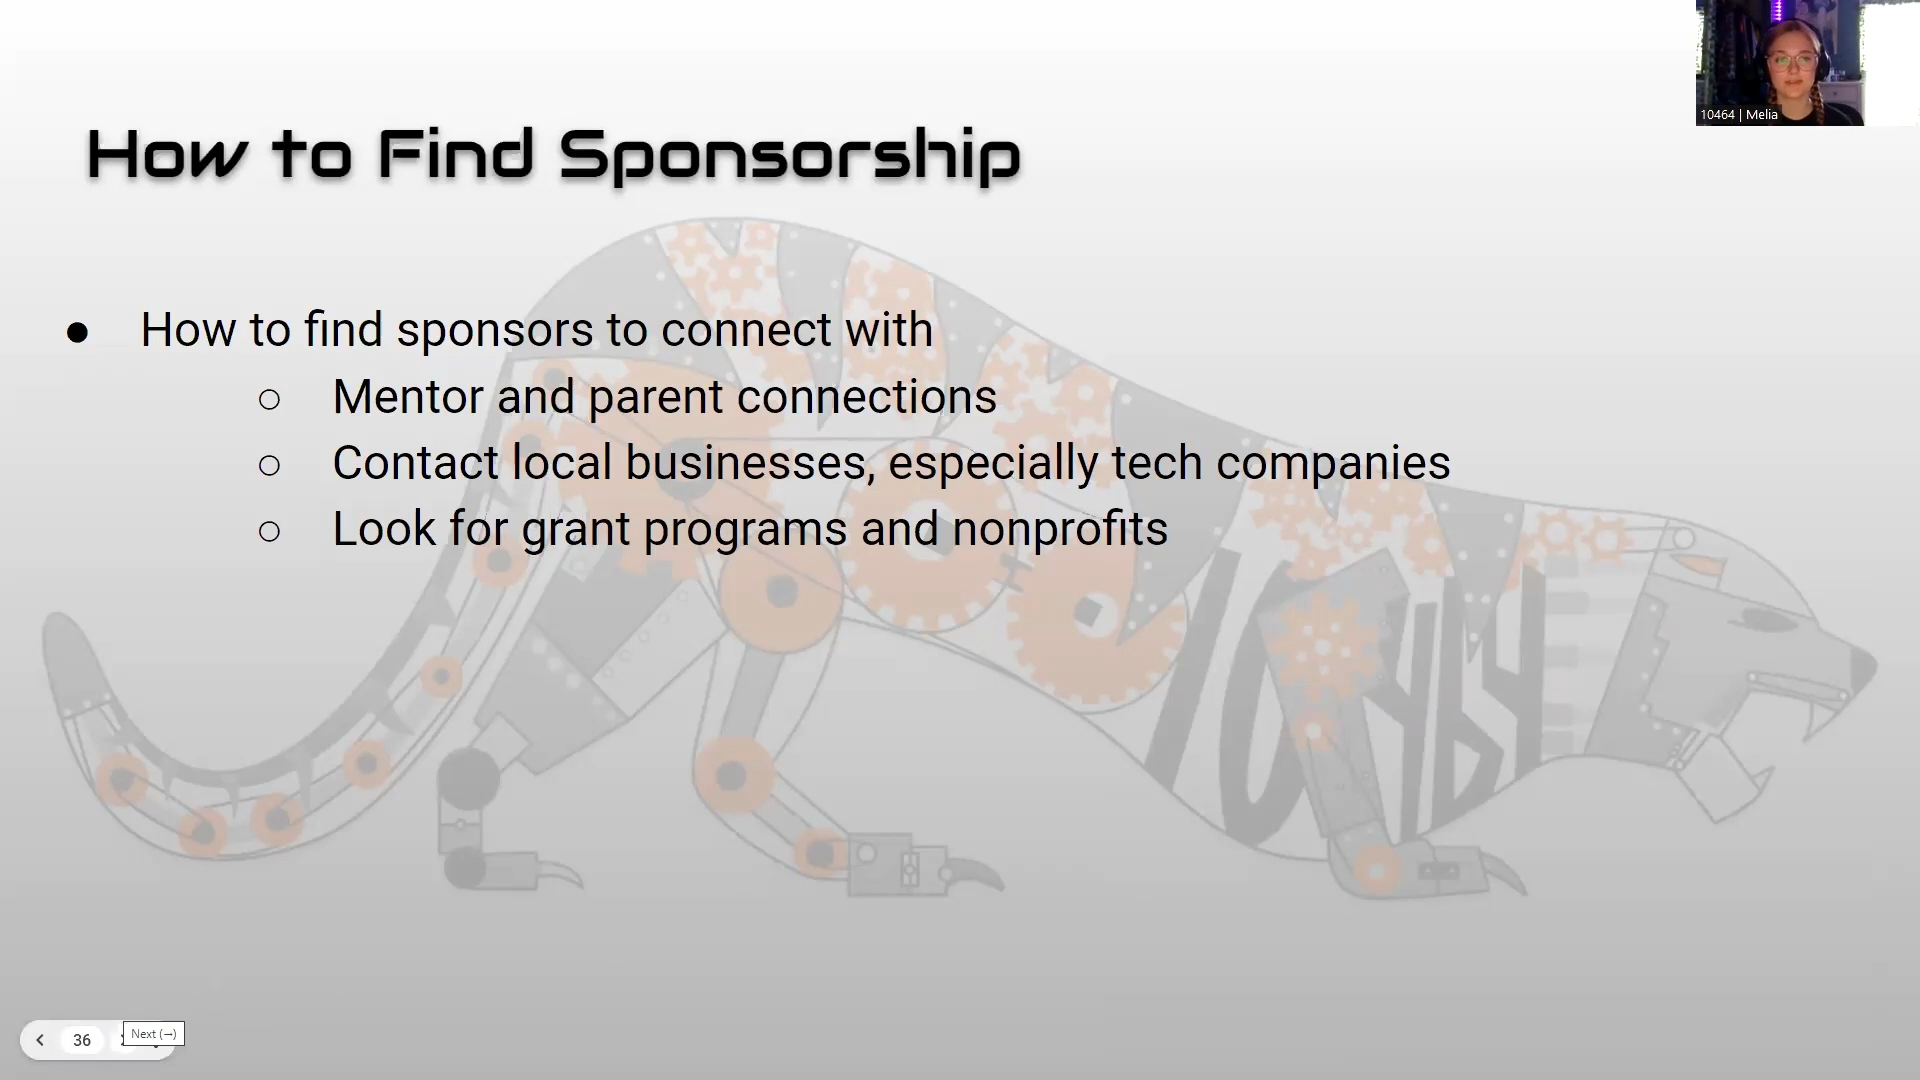 10464 | Melia
How to Find Sponsorship
● How to find sponsors to connect with
○ Mentor and parent connections
○ Contact local businesses, especially tech companies
○ Look for grant programs and nonprofits
10464
36
Next (→)